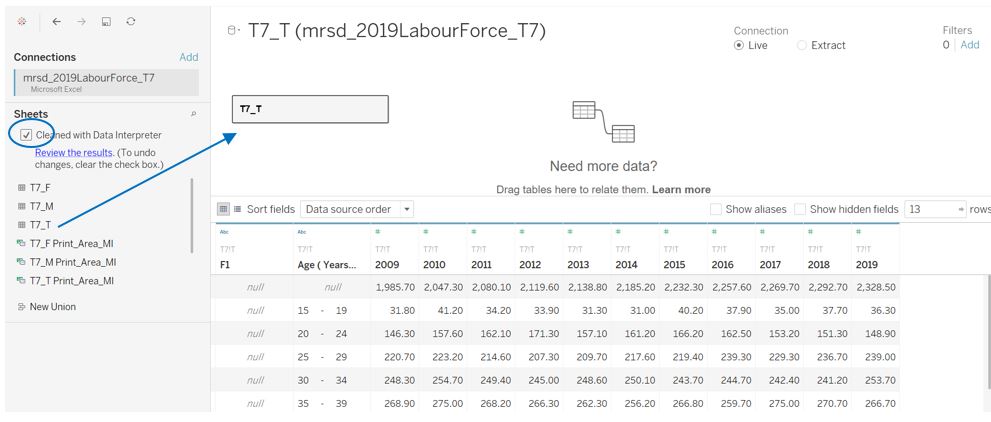 T7_T (mrsd_2019LabourForce_T7)
Connection
Live
Extract
Filters
0 Add
Connections
Add
mrsd_2019LabourForce_T7
Microsoft Excel
Sheets
Cleaned with Data Interpreter
Review the results. (To undo
changes, clear the check box.)
T7_F
T7_M
T7_T
T7_F Print_Area_MI
T7_M Print_Area_MI
T7_T Print_Area_MI
New Union
T7_T
Need more data?
Drag tables here to relate them. Learn more
Sort fields Data source order Show aliases Show hidden fields 13 rows
Abc Abc # # # # # # # # # # #
T7!T T7!T T7!T T7!T T7!T T7!T T7!T T7!T T7!T T7!T T7!T T7!T T7!T
F1 Age ( Years... 2009 2010 2011 2012 2013 2014 2015 2016 2017 2018 2019
null null 1,985.70 2,047.30 2,080.10 2,119.60 2,138.80 2,185.20 2,232.30 2,257.60 2,269.70 2,292.70 2,328.50
null 15 - 19 31.80 41.20 34.20 33.90 31.30 31.00 40.20 37.90 35.00 37.70 36.30
null 20 - 24 146.30 157.60 162.10 171.30 157.10 161.20 166.20 162.50 153.20 151.30 148.90
null 25 - 29 220.70 223.20 214.60 207.30 209.70 217.60 219.40 239.30 229.30 236.70 239.00
null 30 - 34 248.30 254.70 249.40 245.00 248.60 250.10 243.70 244.70 242.40 241.20 253.70
null 35 - 39 268.90 275.00 268.20 266.30 262.30 256.20 266.80 259.70 275.00 270.70 266.70